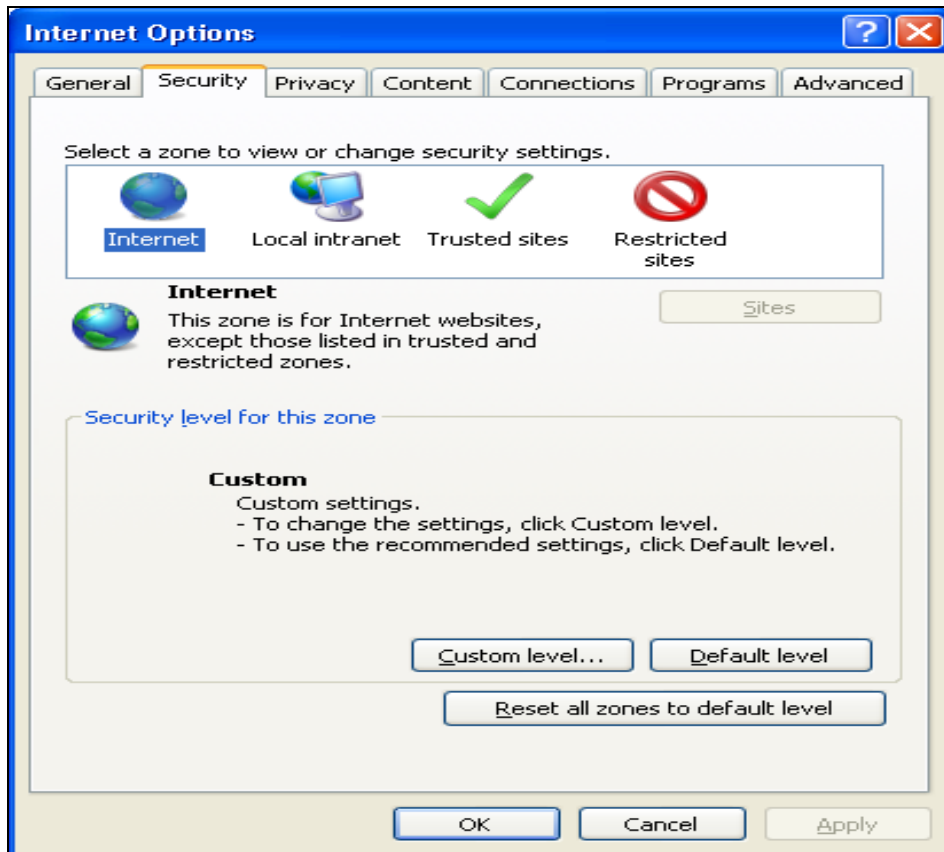 Internet Options
General Security Privacy Content Connections Programs Advanced
Select a zone to view or change security settings.
Internet Local intranet Trusted sites Restricted sites
Internet
Sites
This zone is for Internet websites,
except those listed in trusted and
restricted zones.
Security level for this zone
Custom
Custom settings.
- To change the settings, click Custom level.
- To use the recommended settings, click Default level.
Custom level... Default level
Reset all zones to default level
OK Cancel Apply